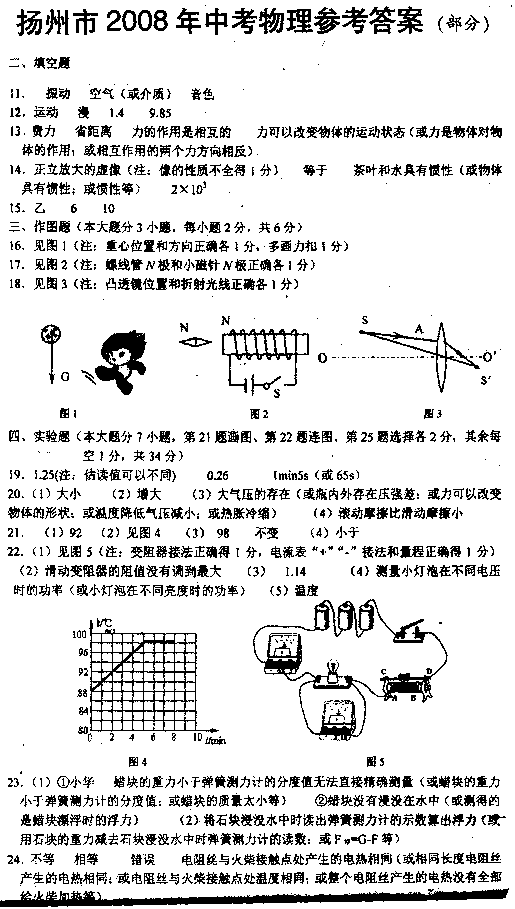 扬州市2008年中考物理参考答案(部分)
二、填空题
11. 振动 空气(或介质) 音色
12. 运动 漫 1.4 9.85
13. 费力 省距离 力的作用是相互的 力可以改变物体的运动状态(或力是物体对物
体的作用;或相互作用的两个力方向相反)
14. 正立放大的虚像(注:像的性质不全得1分) 等于 茶叶和水具有惯性(或物体
具有惯性;或惯性等) 2×10³
15. 乙 6 10
三、作图题(本大题分3小题,每小题2分,共6分)
16. 见图1(注:重心位置和方向正确各1分,多画力扣1分)
17. 见图2(注:螺线管N极和小磁针N极正确各1分)
18. 见图3(注:凸透镜位置和折射光线正确各1分)
G
N N S
S A O O' S'
图1 图2 图3
四、实验题(本大题分7小题,第21题画图、第22题连图、第25题选择各2分,其余每
空1分,共34分)
19. 1.25(注:估读值可以不同) 0.26 1min5s(或65s)
20.(1)大小 (2)增大 (3)大气压的存在(或瓶内外存在压强差;或力可以改变
物体的形状;或温度降低气压减小;或热胀冷缩) (4)滚动摩擦比滑动摩擦小
21. (1)92 (2)见图4 (3) 98 不变 (4)小于
22.(1)见图5(注:变阻器接法正确得1分,电流表“+”“-”接法和量程正确得1分)
(2)滑动变阻器的阻值没有调到最大 (3) 1.14 (4)测量小灯泡在不同电压
时的功率(或小灯泡在不同亮度时的功率) (5)温度
t/℃
100
96
92
88
84
80
0 2 4 6 8 10 t/min
C D
A B
图4 图5
23.(1)①小华 蜡块的重力小于弹簧测力计的分度值无法直接精确测量(或蜡块的重力
小于弹簧测力计的分度值;或蜡块的质量太小等) ②蜡块没有浸没在水中(或测得的
是蜡块漂浮时的浮力) (2)将石块浸没水中时读出弹簧测力计的示数算出浮力(或
用石块的重力减去石块浸没水中时弹簧测力计的读数;或F浮=G-F等)
24. 不等 相等 错误 电阻丝与火柴接触点处产生的电热相同(或相同长度电阻丝
产生的电热相同;或电阻丝与火柴接触点处温度相同;或整个电阻丝产生的电热没有全部
给火柴加热等)